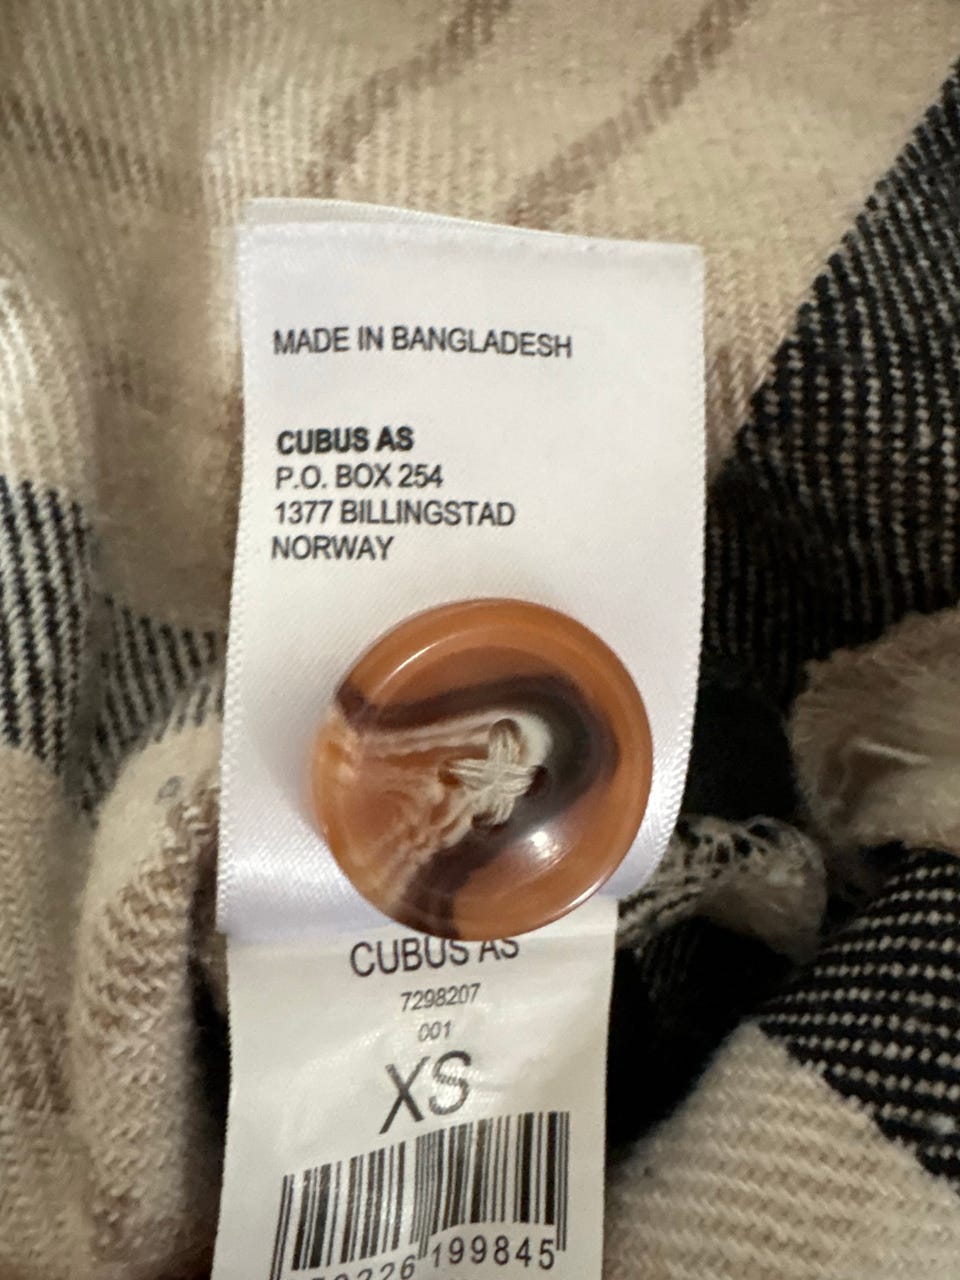 MADE IN BANGLADESH
CUBUS AS
P.O. BOX 254
1377 BILLINGSTAD
NORWAY
CUBUS AS
7298207
001
XS
199845